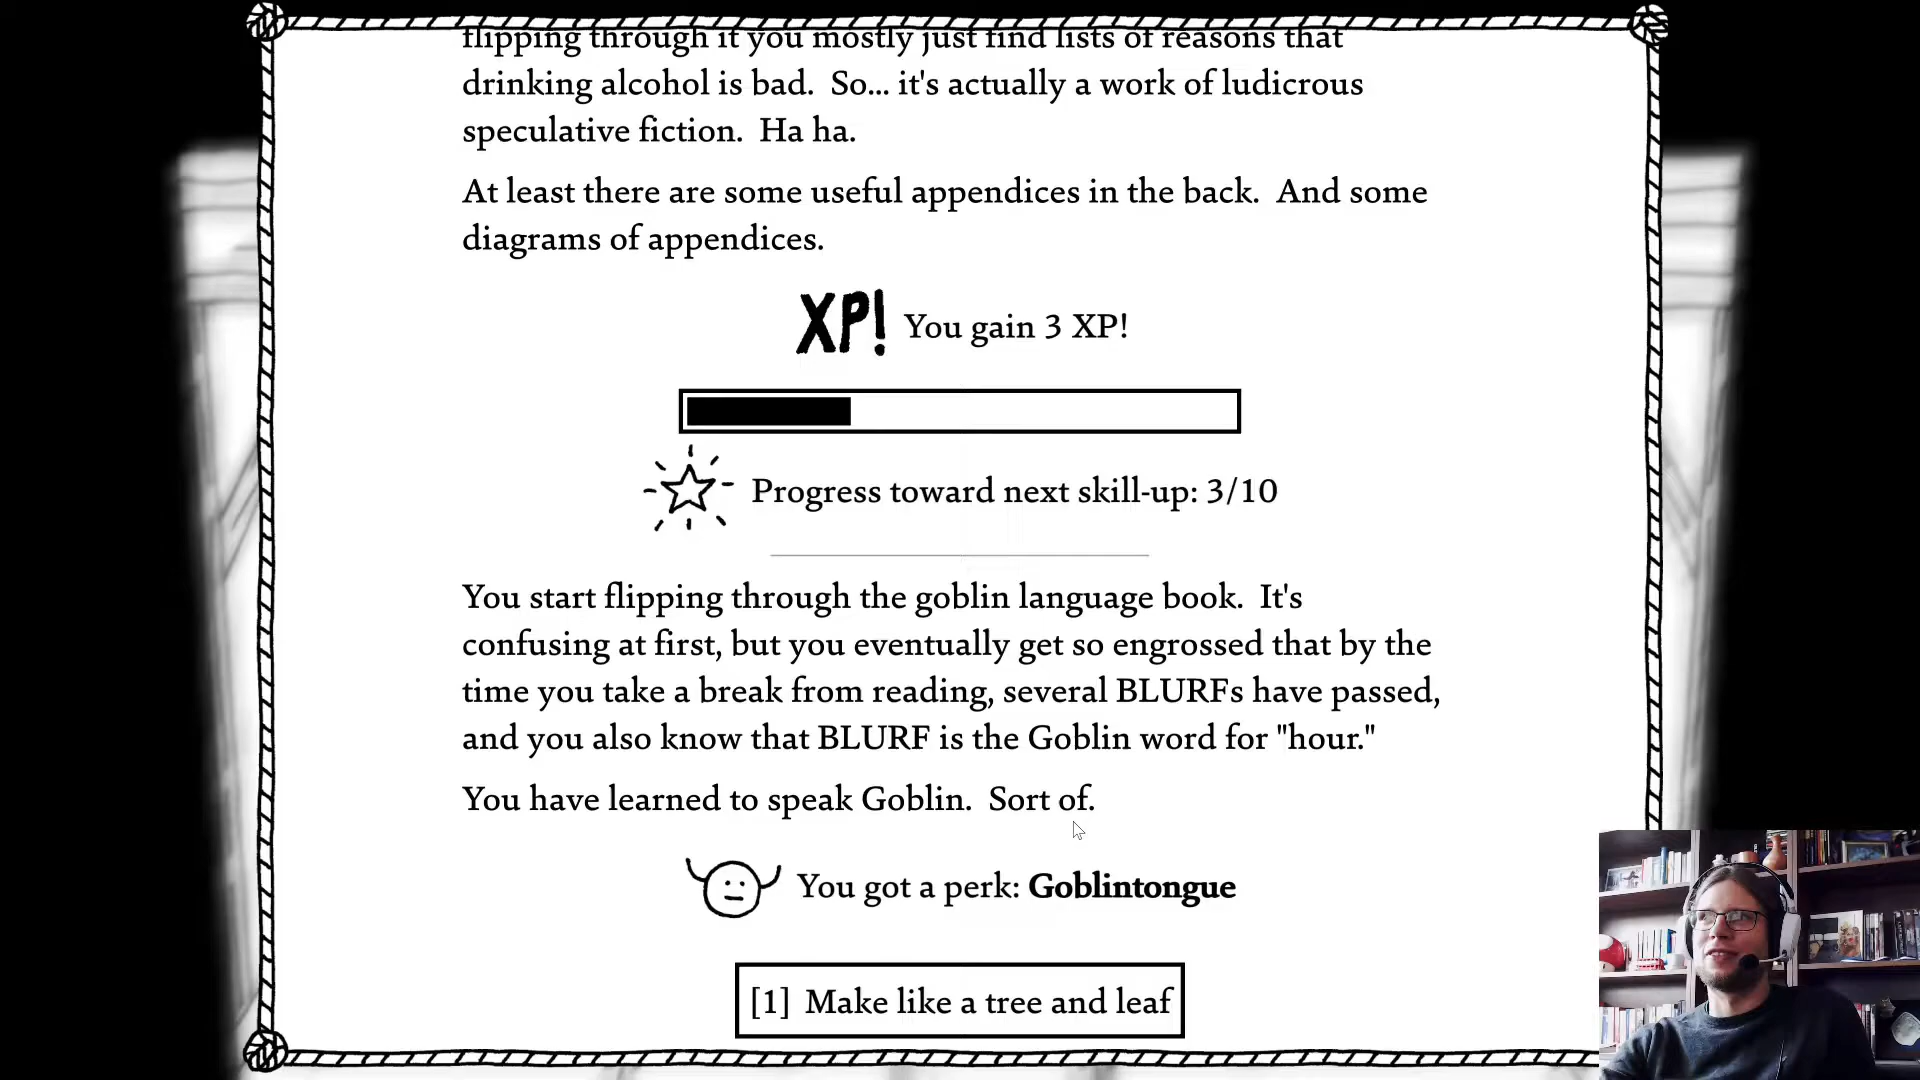 flipping through it you mostly just find lists of reasons that
drinking alcohol is bad.  So... it's actually a work of ludicrous
speculative fiction.  Ha ha.
At least there are some useful appendices in the back.  And some
diagrams of appendices.
XP! You gain 3 XP!
Progress toward next skill-up: 3/10
You start flipping through the goblin language book.  It's
confusing at first, but you eventually get so engrossed that by the
time you take a break from reading, several BLURFs have passed,
and you also know that BLURF is the Goblin word for "hour."
You have learned to speak Goblin.  Sort of.
You got a perk: Goblintongue
[1] Make like a tree and leaf